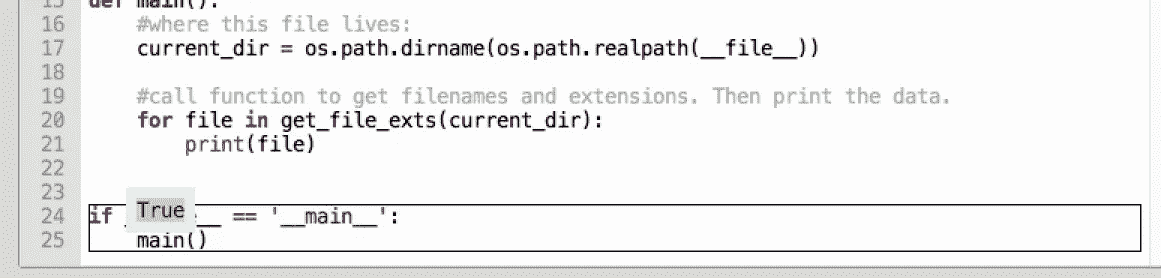 15 def main():
16 #where this file lives:
17 current_dir = os.path.dirname(os.path.realpath(__file__))
18
19 #call function to get filenames and extensions. Then print the data.
20 for file in get_file_exts(current_dir):
21 print(file)
22
23
True
24 if __ == '__main__':
25 main()